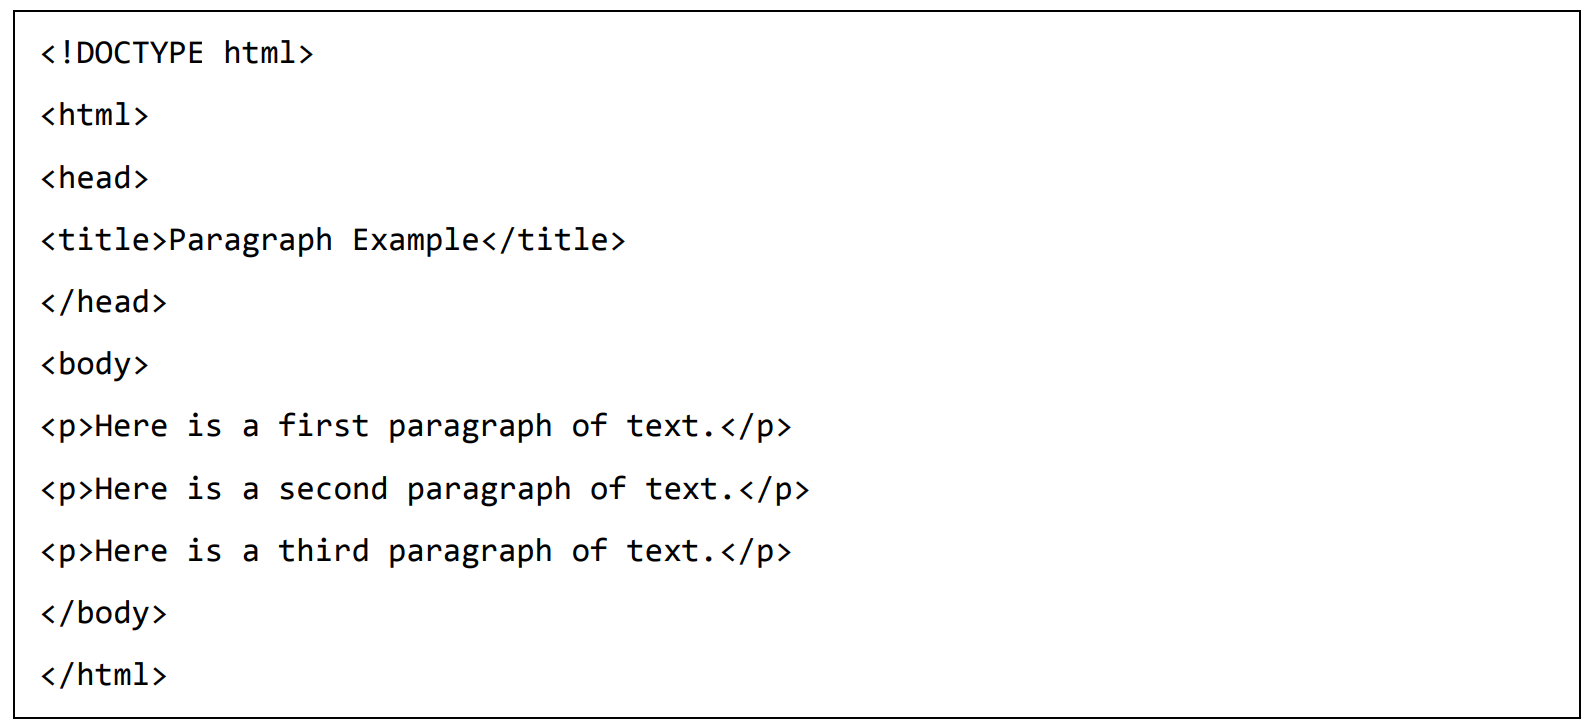 <!DOCTYPE html>
<html>
<head>
<title>Paragraph Example</title>
</head>
<body>
<p>Here is a first paragraph of text.</p>
<p>Here is a second paragraph of text.</p>
<p>Here is a third paragraph of text.</p>
</body>
</html>